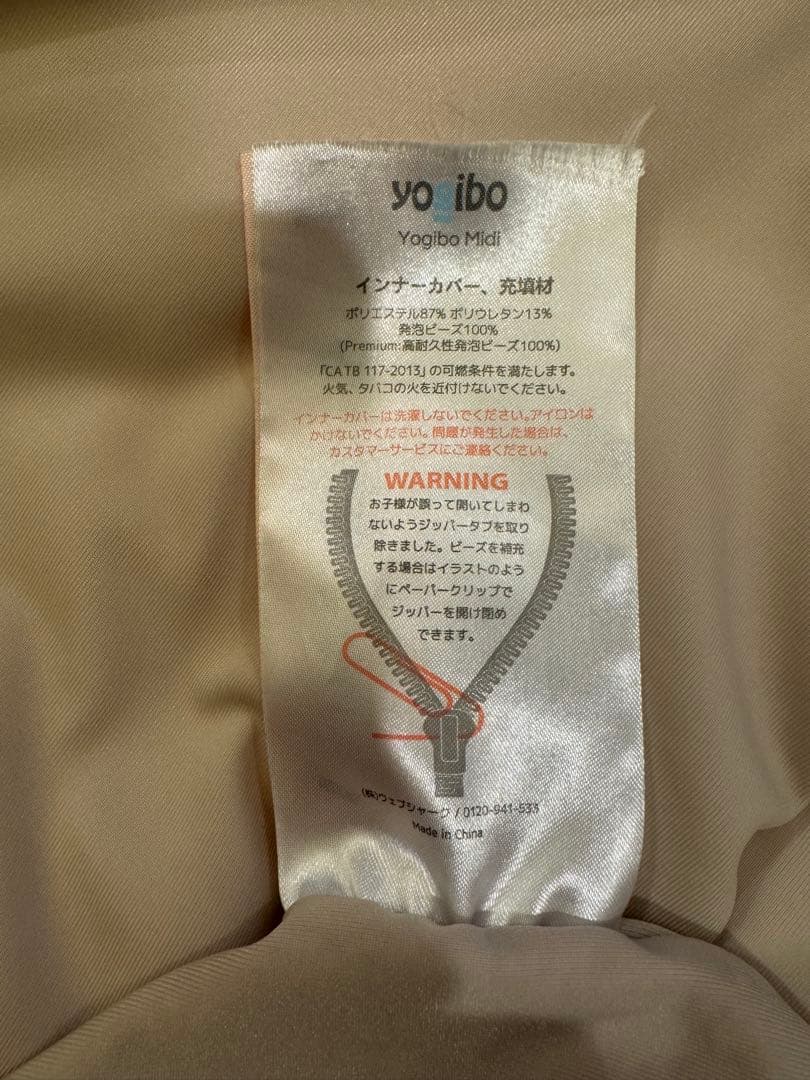 yogibo
Yogibo Midi
インナーカバー、充填材
ポリエステル87% ポリウレタン13%
発泡ビーズ100%
(Premium:高耐久性発泡ビーズ100%)
「CA TB 117-2013」の可燃条件を満たします。
火気、タバコの火を近付けないでください。
インナーカバーは洗濯しないでください。アイロンは
かけないでください。問題が発生した場合は、
カスタマーサービスにご連絡ください。
WARNING
お子様が誤って開いてしまわ
ないようジッパータブを取り
除きました。ビーズを補充
する場合はイラストのよう
にペーパークリップで
ジッパーを開け閉め
できます。
(株)ウェブシャーク / 0120-941-533
Made in China